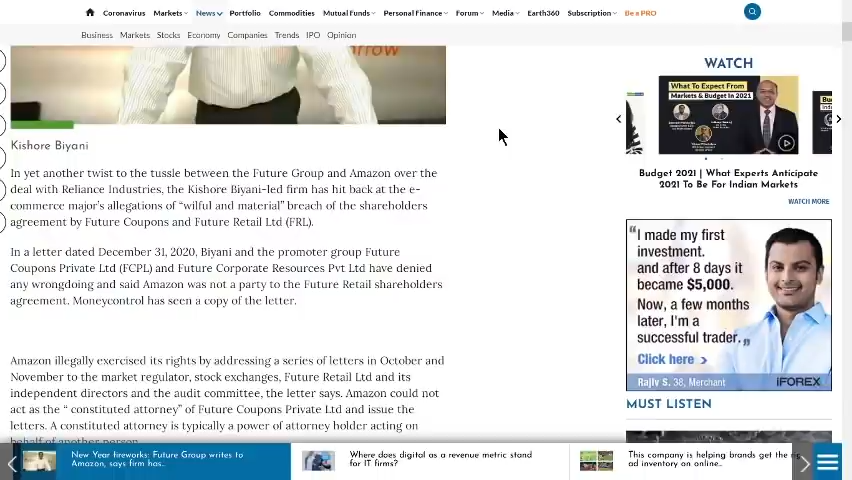 Coronavirus Markets News Portfolio Commodities Mutual Funds Personal Finance Forum Media Earth360 Subscription Be a PRO
Business Markets Stocks Economy Companies Trends IPO Opinion
Kishore Biyani
In yet another twist to the tussle between the Future Group and Amazon over the
deal with Reliance Industries, the Kishore Biyani-led firm has hit back at the e-
commerce major's allegations of “wilful and material” breach of the shareholders
agreement by Future Coupons and Future Retail Ltd (FRL).
In a letter dated December 31, 2020, Biyani and the promoter group Future
Coupons Private Ltd (FCPL) and Future Corporate Resources Pvt Ltd have denied
any wrongdoing and said Amazon was not a party to the Future Retail shareholders
agreement. Moneycontrol has seen a copy of the letter.
Amazon illegally exercised its rights by addressing a series of letters in October and
November to the market regulator, stock exchanges, Future Retail Ltd and its
independent directors and the audit committee, the letter says. Amazon could not
act as the “ constituted attorney” of Future Coupons Private Ltd and issue the
letters. A constituted attorney is typically a power of attorney holder acting on
behalf of another person.
WATCH
What To Expect From
Markets & Budget In 2021
Budget 2021 | What Experts Anticipate
2021 To Be For Indian Markets
WATCH MORE
“I made my first
investment.
and after 8 days it
became $5,000.
Now, a few months
later, I'm a
successful trader.„
Click here >
Rajiv S. 38, Merchant iFOREX
MUST LISTEN
New Year fireworks: Future Group writes to
Amazon, says firm has...
Where does digital as a revenue metric stand
for IT firms?
This company is helping brands get the
ad inventory on online...